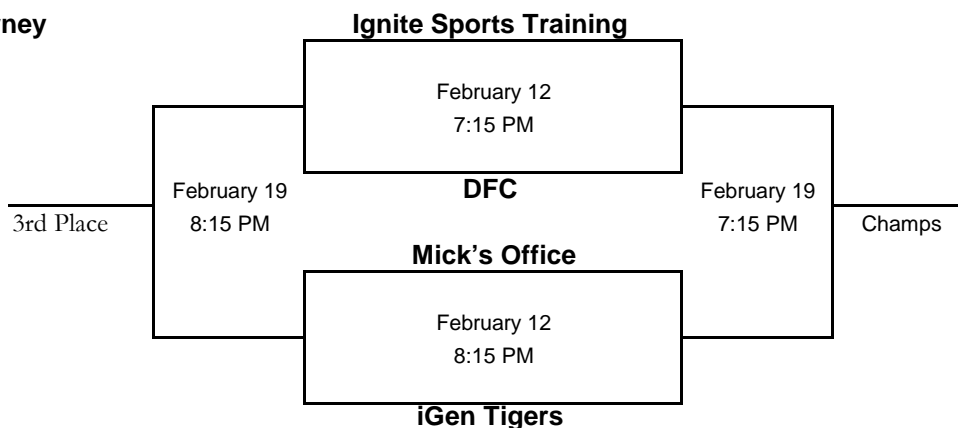 rney
Ignite Sports Training
February 12
7:15 PM
DFC
February 19
8:15 PM
February 19
7:15 PM
3rd Place
Champs
Mick's Office
February 12
8:15 PM
iGen Tigers